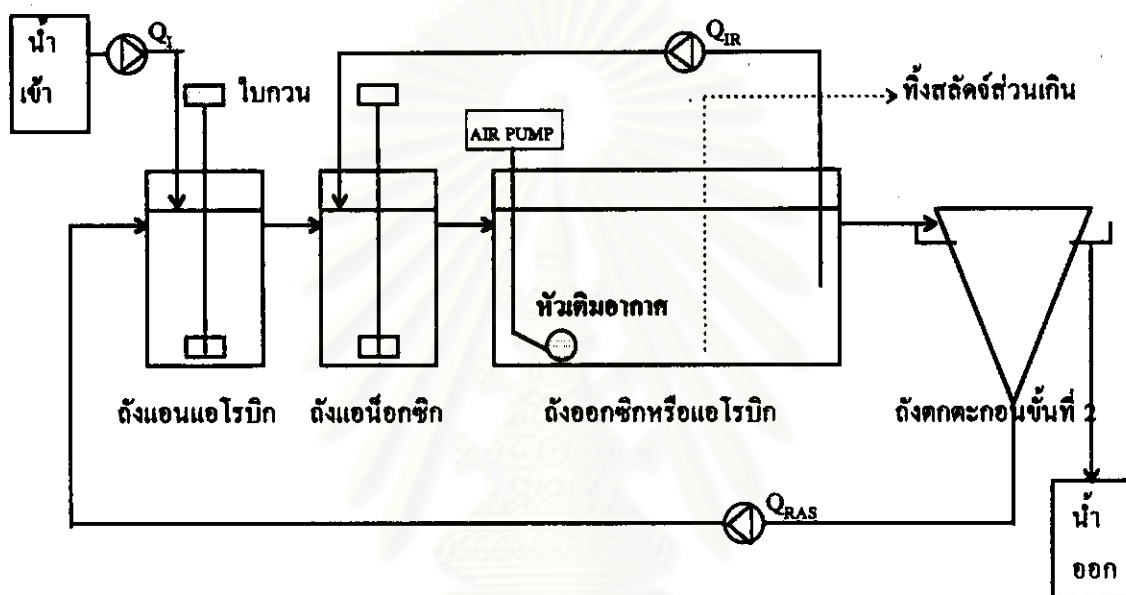 น้ำ
เข้า
Q_I
ใบกวน
Q_IR
ทิ้งสลัดจ์ส่วนเกิน
AIR PUMP
หัวเติมอากาศ
ถังแอนแอโรบิก
ถังแอน็อกซิก
ถังออกซิกหรือแอโรบิก
ถังตกตะกอนขั้นที่ 2
Q_RAS
น้ำ
ออก